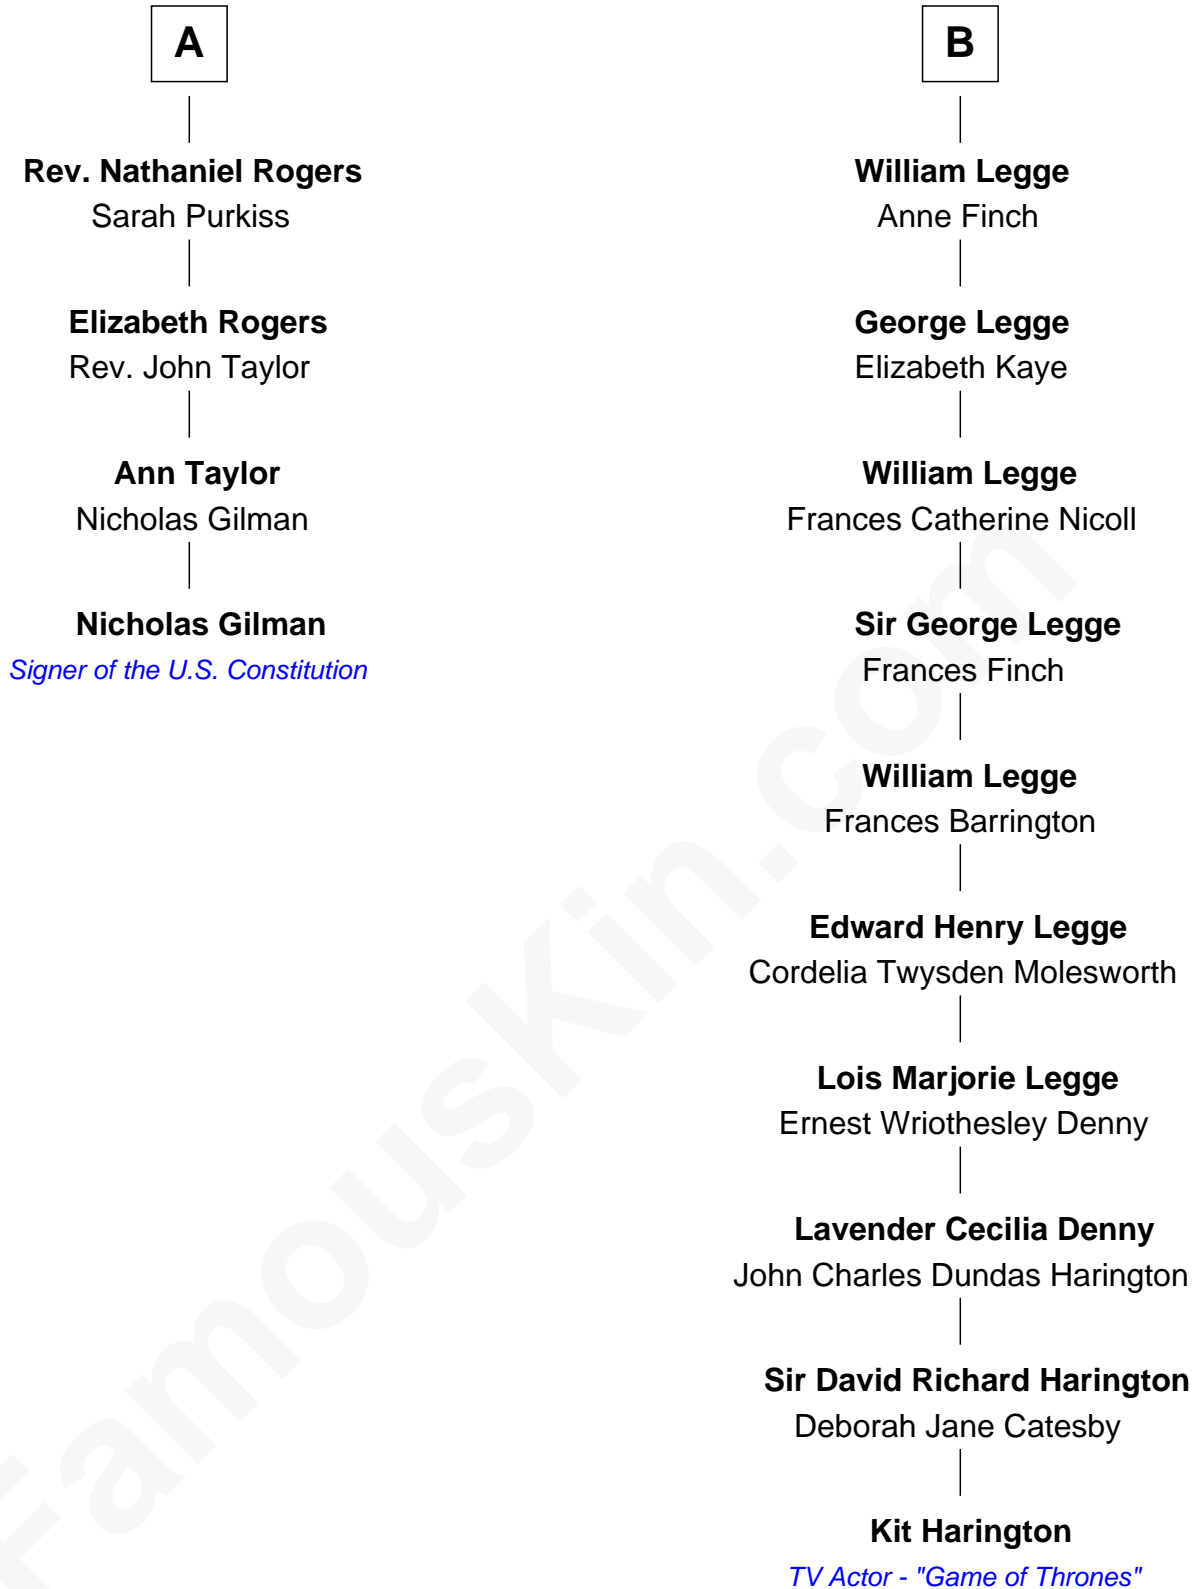 A
Rev. Nathaniel Rogers
Sarah Purkiss
Elizabeth Rogers
Rev. John Taylor
Ann Taylor
Nicholas Gilman
Nicholas Gilman
Signer of the U.S. Constitution
B
William Legge
Anne Finch
George Legge
Elizabeth Kaye
William Legge
Frances Catherine Nicoll
Sir George Legge
Frances Finch
William Legge
Frances Barrington
Edward Henry Legge
Cordelia Twysden Molesworth
Lois Marjorie Legge
Ernest Wriothesley Denny
Lavender Cecilia Denny
John Charles Dundas Harington
Sir David Richard Harington
Deborah Jane Catesby
Kit Harington
TV Actor - "Game of Thrones"
FamousKin.com